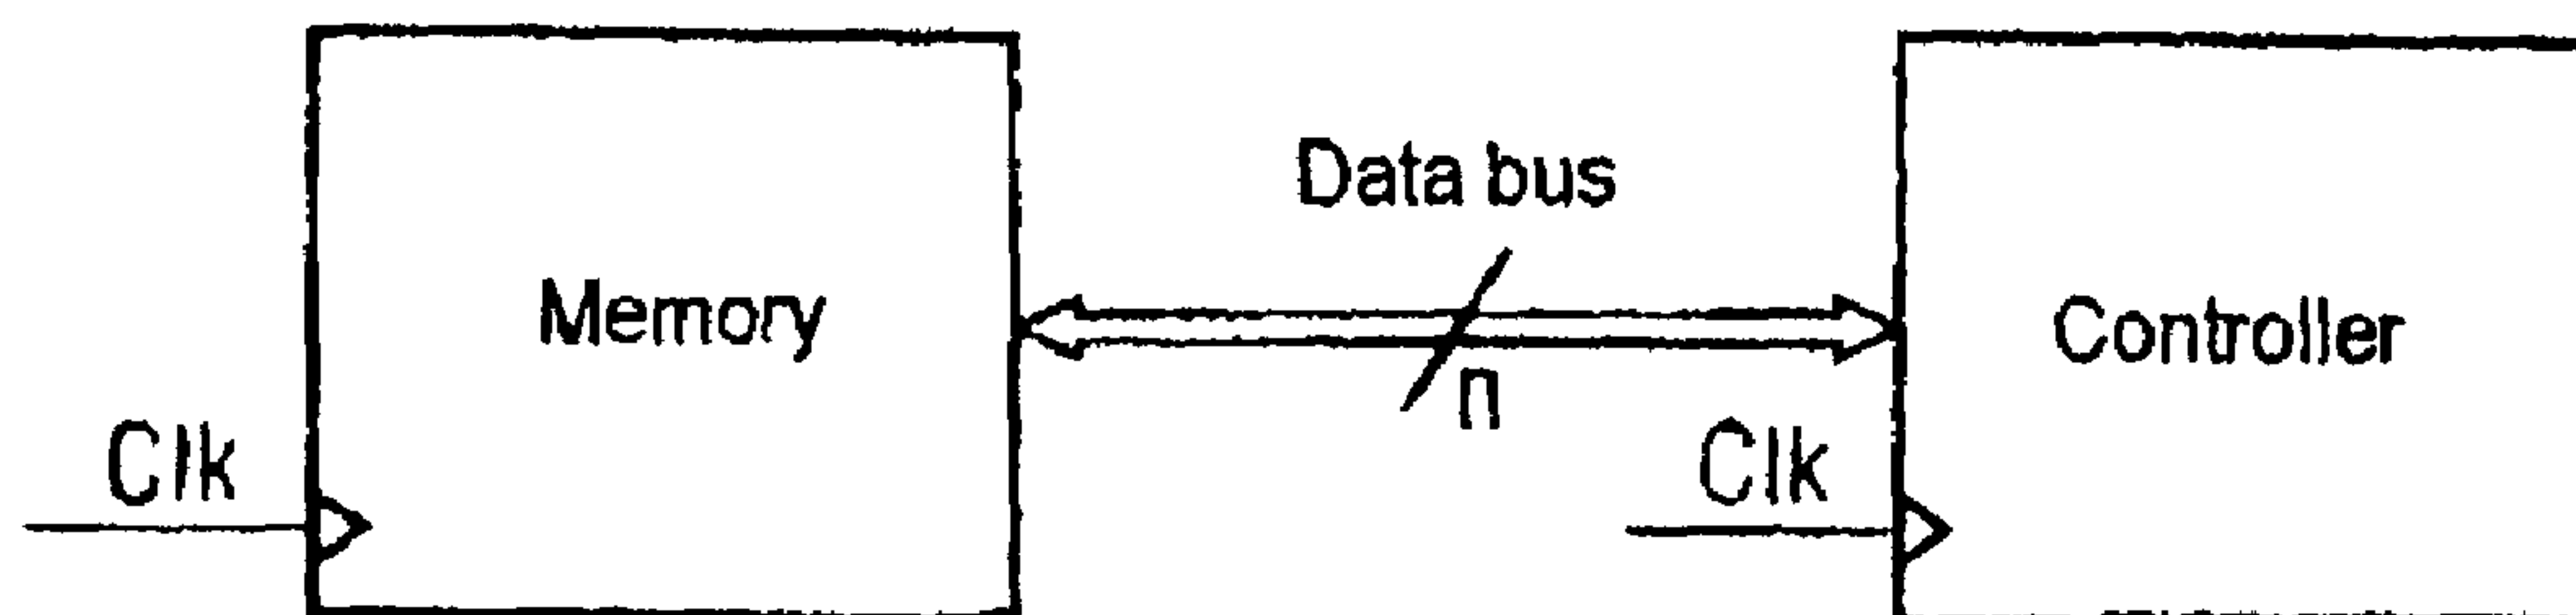 Data bus
Memory
Controller
n
Clk
Clk